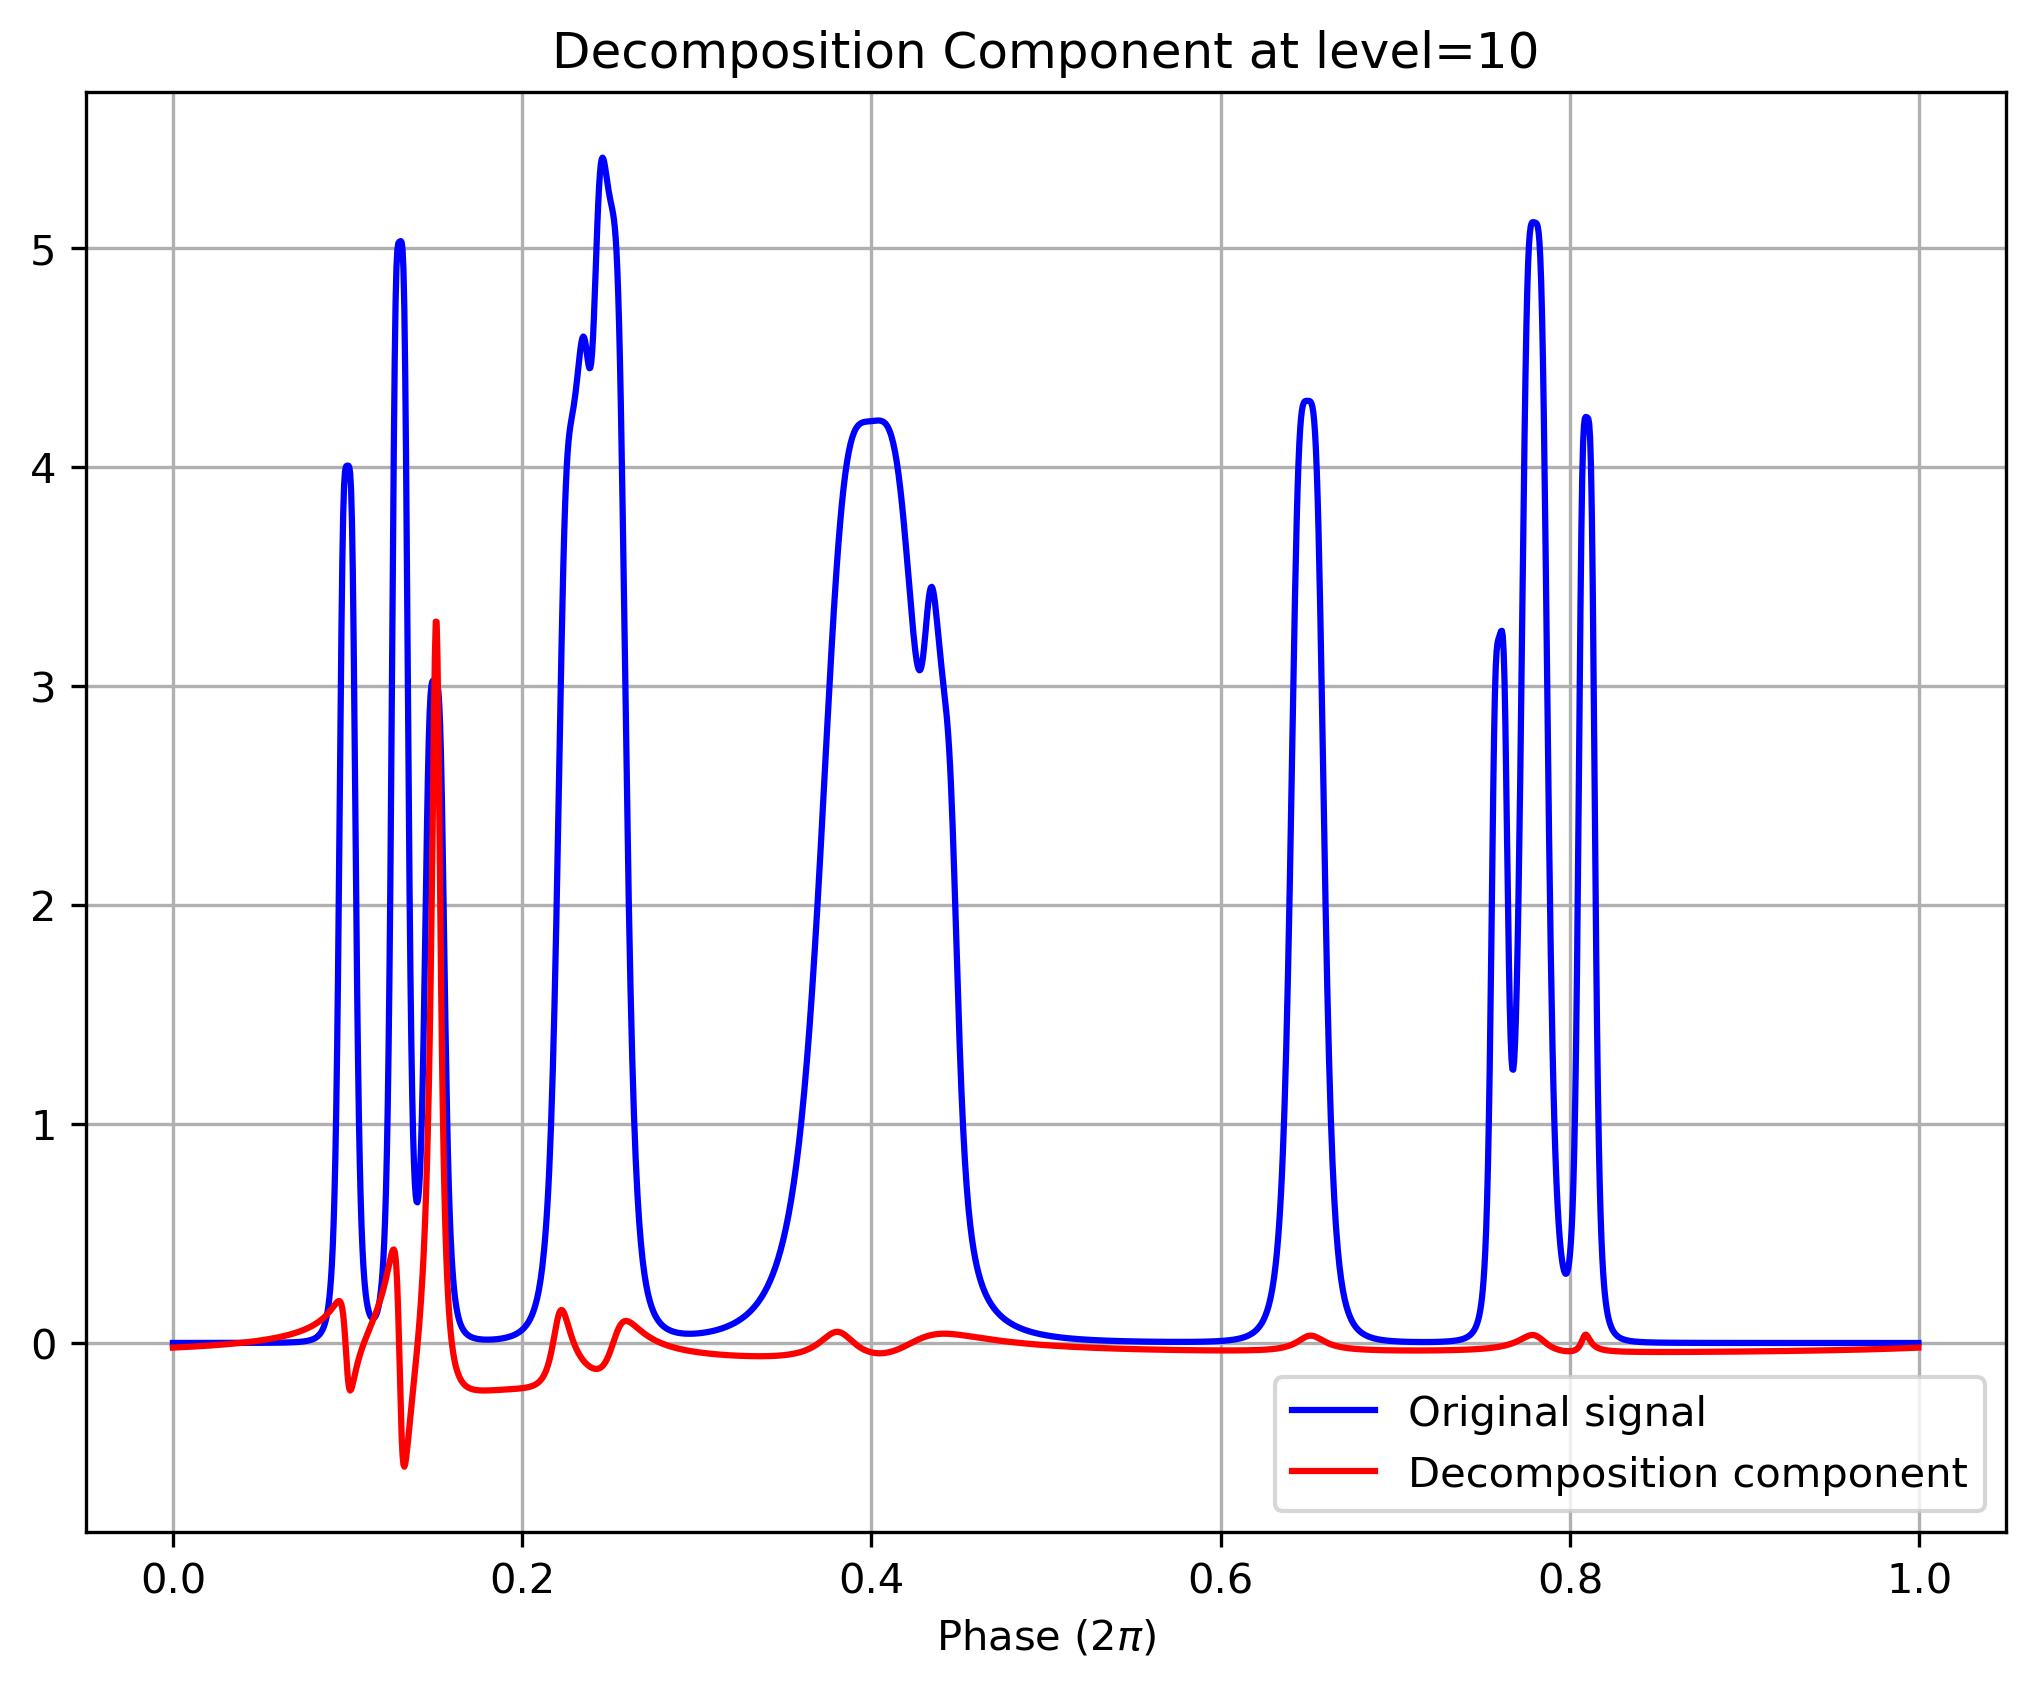 Decomposition Component at level=10
5
4
3
2
1
0
Original signal
Decomposition component
0.0 0.2 0.4 0.6 0.8 1.0
Phase (2π)